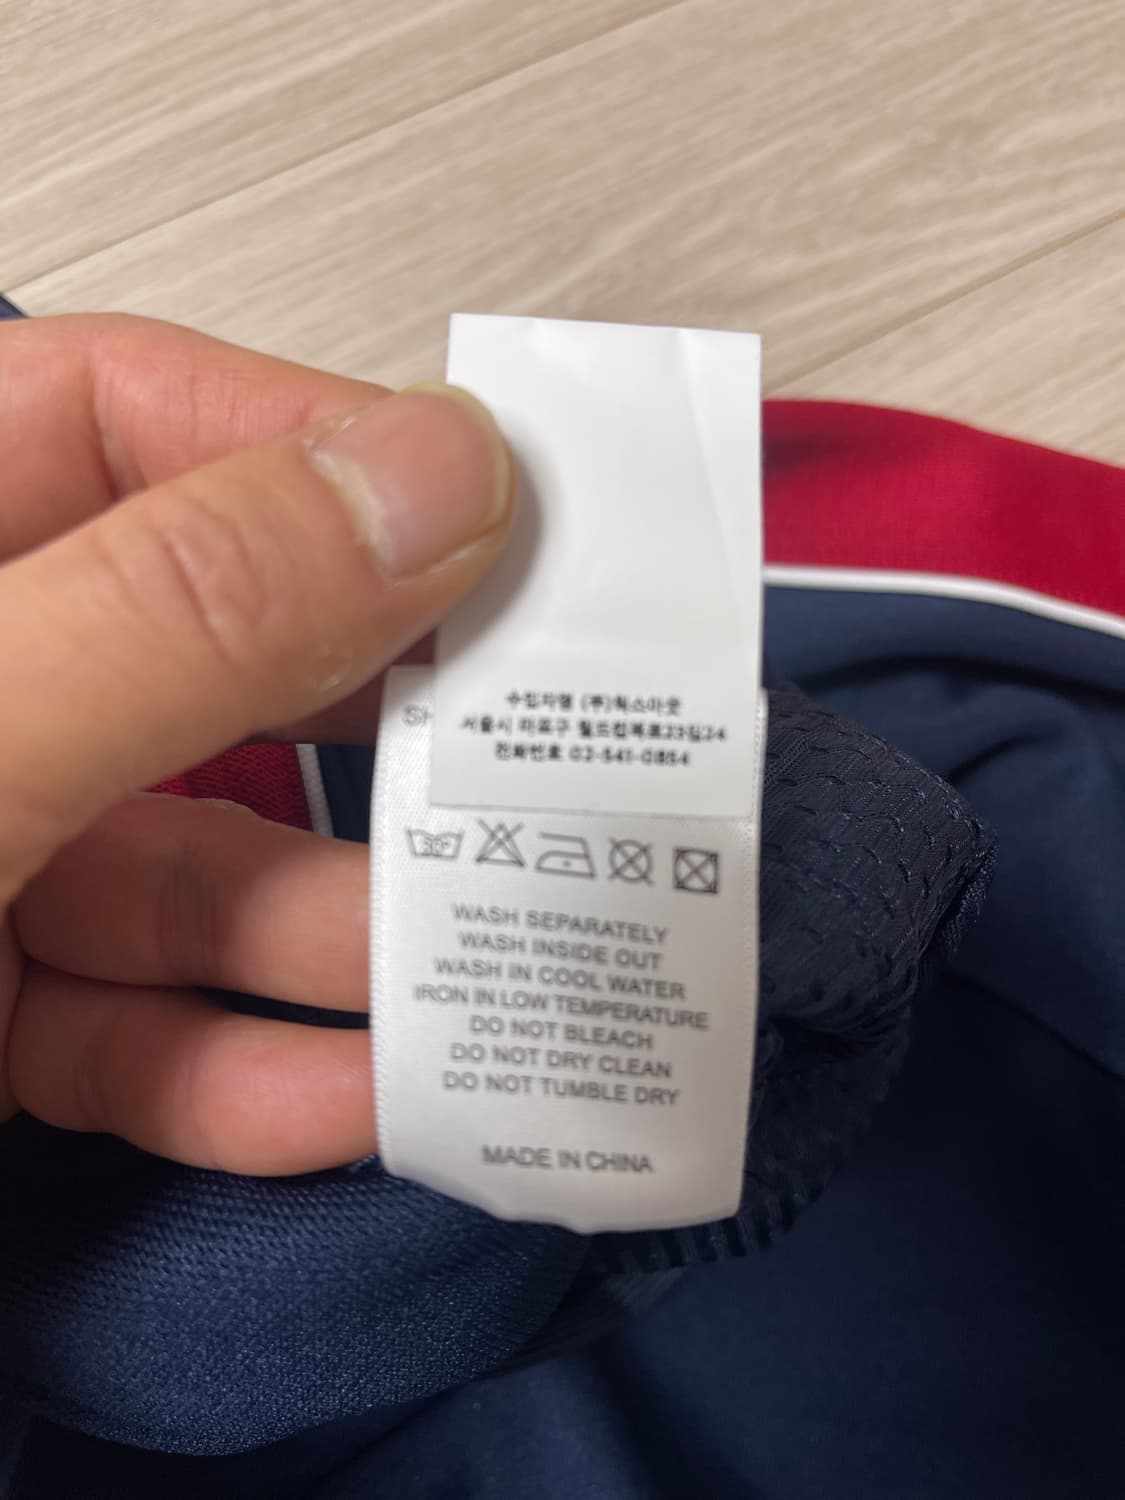 수입자명 (주)웍스아웃
서울시 마포구 월드컵북로23길24
전화번호 02-541-0854
SH
30°
WASH SEPARATELY
WASH INSIDE OUT
WASH IN COOL WATER
IRON IN LOW TEMPERATURE
DO NOT BLEACH
DO NOT DRY CLEAN
DO NOT TUMBLE DRY
MADE IN CHINA